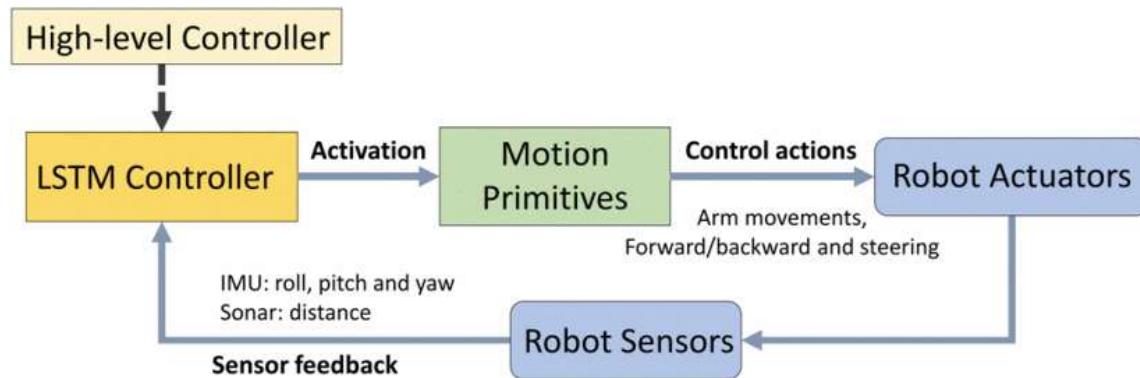 High-level Controller
LSTM Controller
Activation
Motion
Primitives
Control actions
Robot Actuators
Arm movements,
Forward/backward and steering
IMU: roll, pitch and yaw
Sonar: distance
Robot Sensors
Sensor feedback